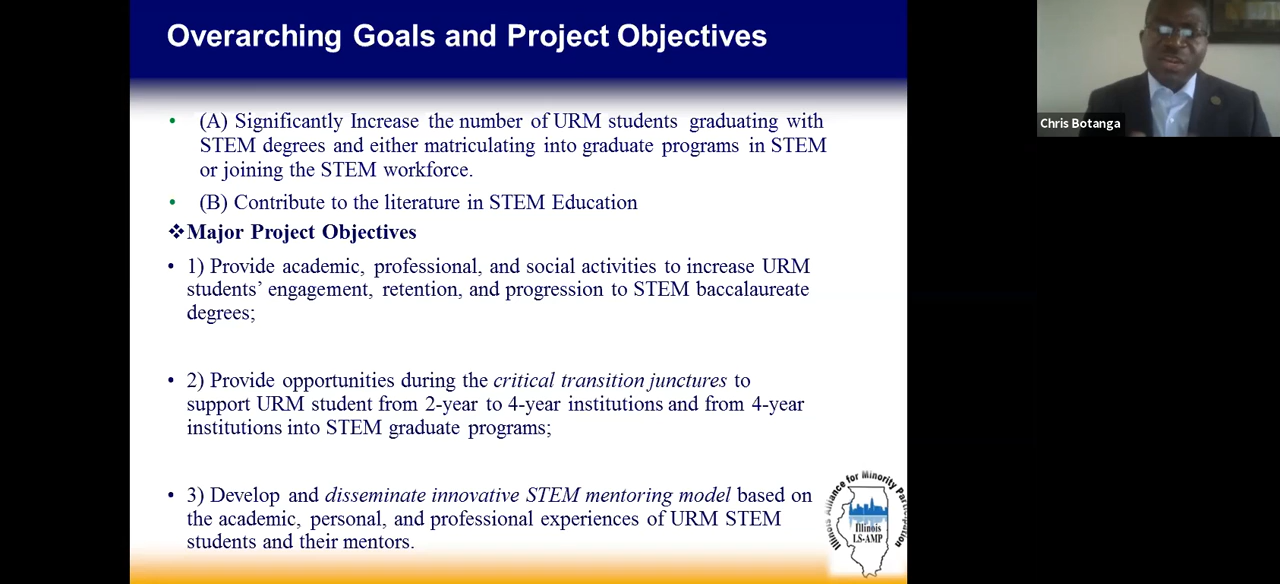 Overarching Goals and Project Objectives
• (A) Significantly Increase the number of URM students graduating with
STEM degrees and either matriculating into graduate programs in STEM
or joining the STEM workforce.
• (B) Contribute to the literature in STEM Education
❖Major Project Objectives
• 1) Provide academic, professional, and social activities to increase URM
students’ engagement, retention, and progression to STEM baccalaureate
degrees;
• 2) Provide opportunities during the critical transition junctures to
support URM student from 2-year to 4-year institutions and from 4-year
institutions into STEM graduate programs;
• 3) Develop and disseminate innovative STEM mentoring model based on
the academic, personal, and professional experiences of URM STEM
students and their mentors.
Illinois Alliance for Minority Participation
Illinois
LS-AMP
Chris Botanga